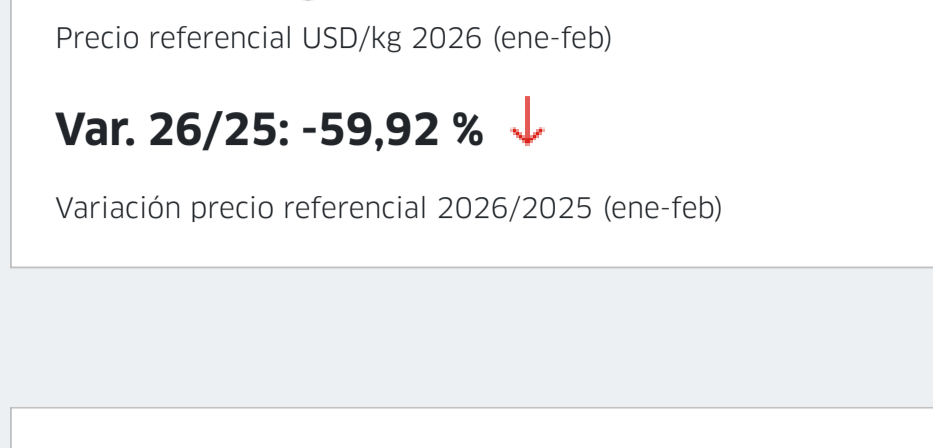 Precio referencial USD/kg 2026 (ene-feb)
Var. 26/25: -59,92 %
Variación precio referencial 2026/2025 (ene-feb)